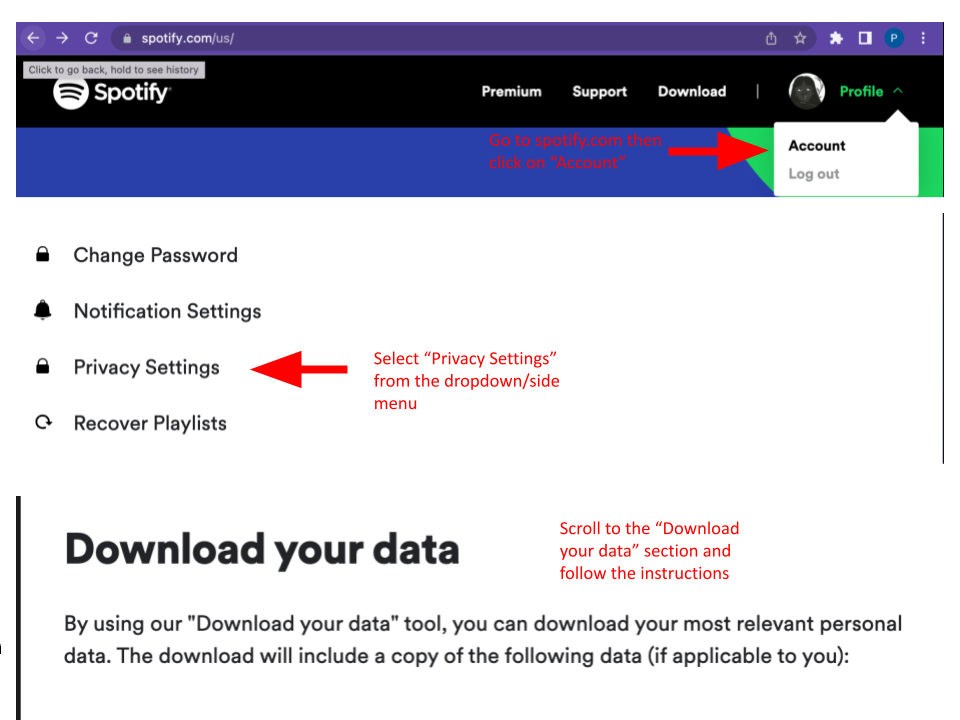 spotify.com/us/
P
Click to go back, hold to see history
Spotify
Premium Support Download | Profile
Go to spotify.com then
click on "Account"
Account
Log out
Change Password
Notification Settings
Privacy Settings
Select “Privacy Settings”
from the dropdown/side
menu
Recover Playlists
Download your data
Scroll to the “Download
your data” section and
follow the instructions
By using our "Download your data" tool, you can download your most relevant personal
data. The download will include a copy of the following data (if applicable to you):